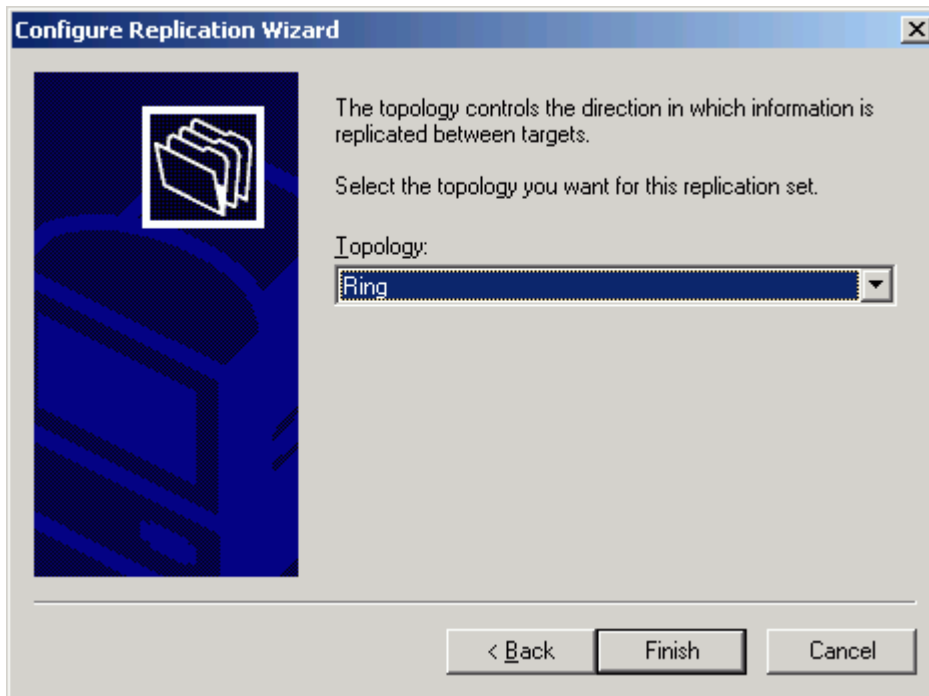 Configure Replication Wizard
The topology controls the direction in which information is
replicated between targets.
Select the topology you want for this replication set.
Topology:
Ring
< Back
Finish
Cancel